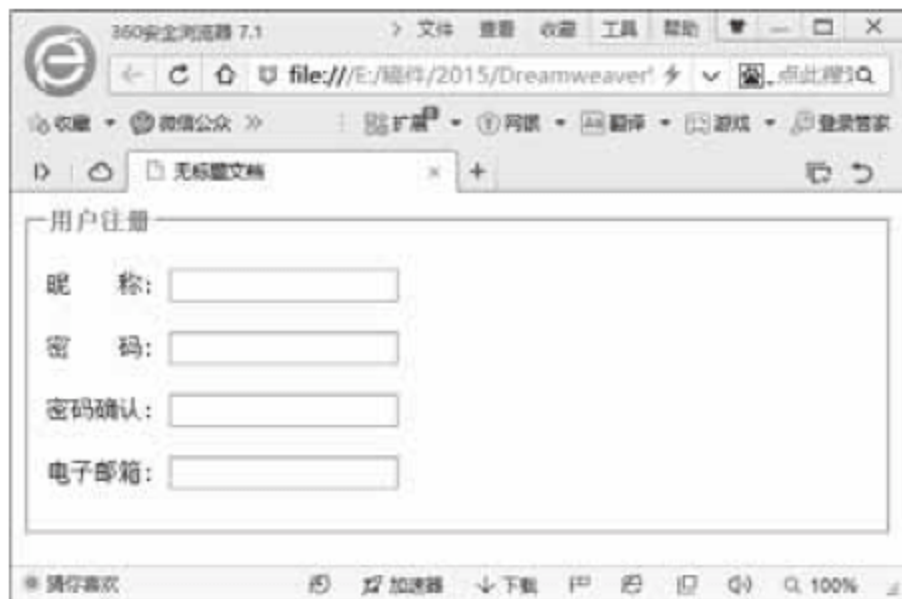 360安全浏览器 7.1 文件 查看 收藏 工具 帮助
file:///E:/稿件/2015/Dreamweaver 点此搜
收藏 微信公众 扩展 网银 翻译 游戏 登录管家
无标题文档
用户注册
昵 称:
密 码:
密码确认:
电子邮箱:
猜你喜欢 加速器 下载 100%